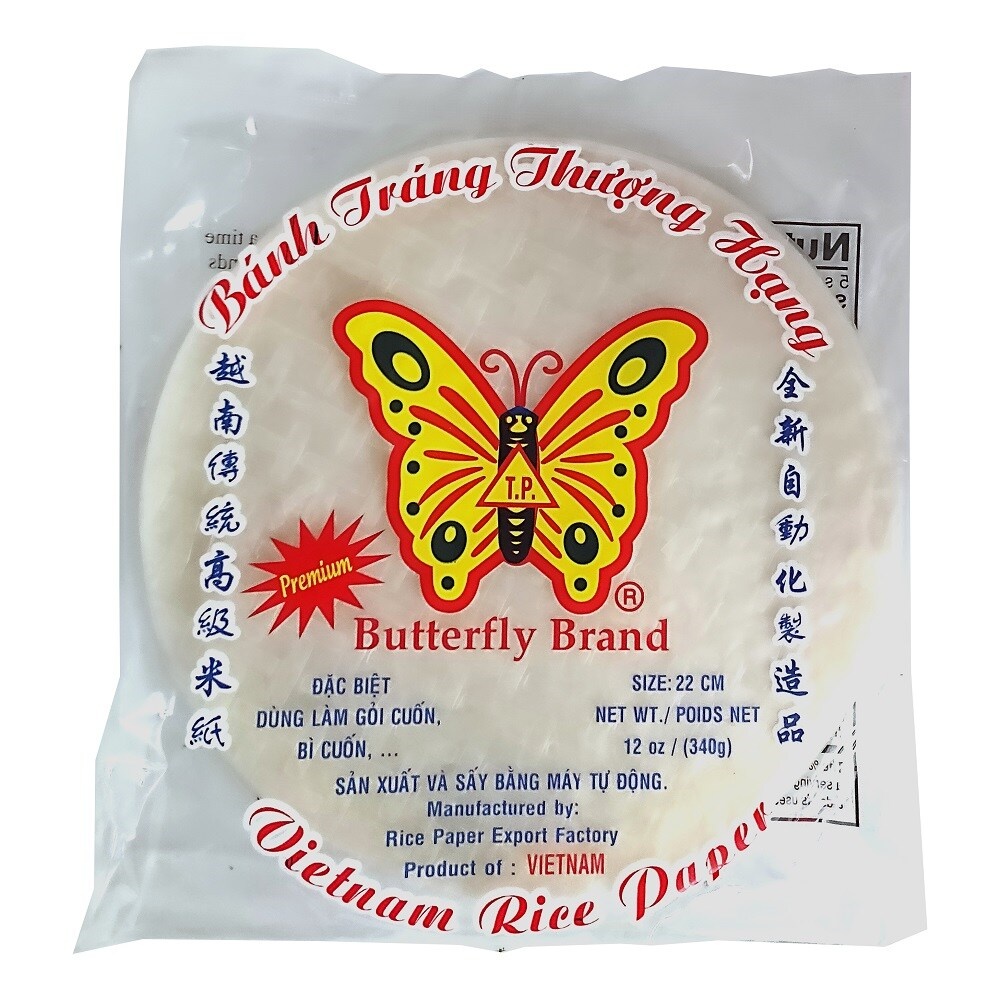 Bánh Tráng Thượng Hạng
越南傳統高級米紙
全新自動化製造品
T.P.
Premium
®
Butterfly Brand
ĐẶC BIỆT
DÙNG LÀM GỎI CUỐN,
BÌ CUỐN, ...
SIZE: 22 CM
NET WT./ POIDS NET
12 oz / (340g)
SẢN XUẤT VÀ SẤY BẰNG MÁY TỰ ĐỘNG.
Manufactured by:
Rice Paper Export Factory
Product of : VIETNAM
Vietnam Rice Paper
a time